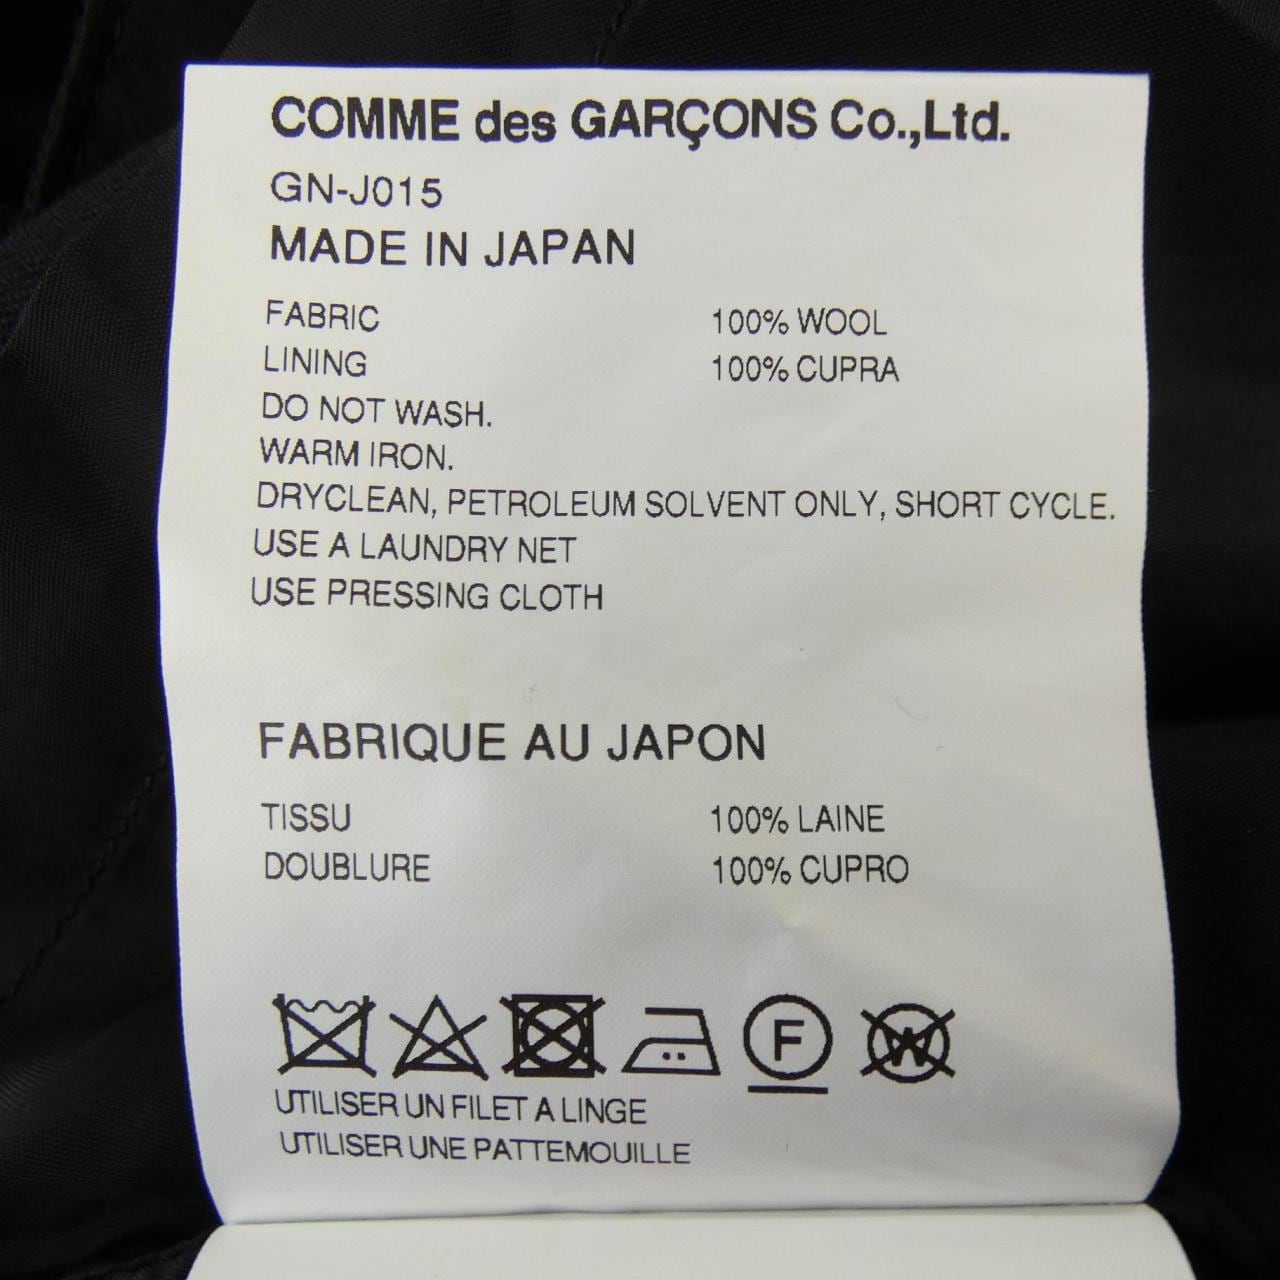 COMME des GARÇONS Co.,Ltd.
GN-J015
MADE IN JAPAN
FABRIC 100% WOOL
LINING 100% CUPRA
DO NOT WASH.
WARM IRON.
DRYCLEAN, PETROLEUM SOLVENT ONLY, SHORT CYCLE.
USE A LAUNDRY NET
USE PRESSING CLOTH
FABRIQUE AU JAPON
TISSU 100% LAINE
DOUBLURE 100% CUPRO
F W
UTILISER UN FILET A LINGE
UTILISER UNE PATTEMOUILLE